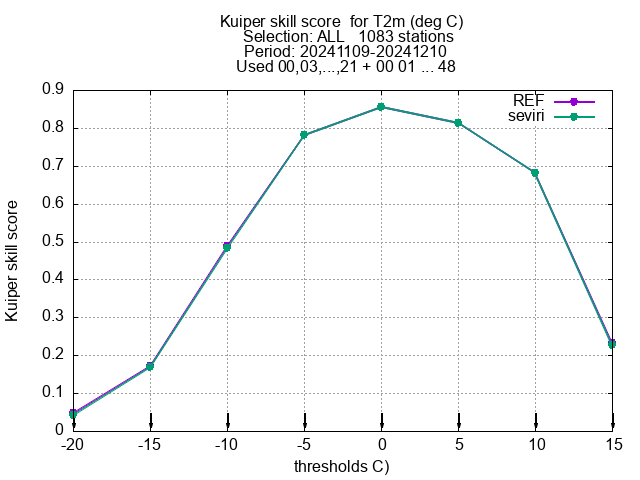 Kuiper skill score  for T2m (deg C)
Selection: ALL   1083 stations
Period: 20241109-20241210
Used 00,03,...,21 + 00 01 ... 48
REF
seviri
Kuiper skill score
0.9
0.8
0.7
0.6
0.5
0.4
0.3
0.2
0.1
0
-20 -15 -10 -5 0 5 10 15
thresholds C)